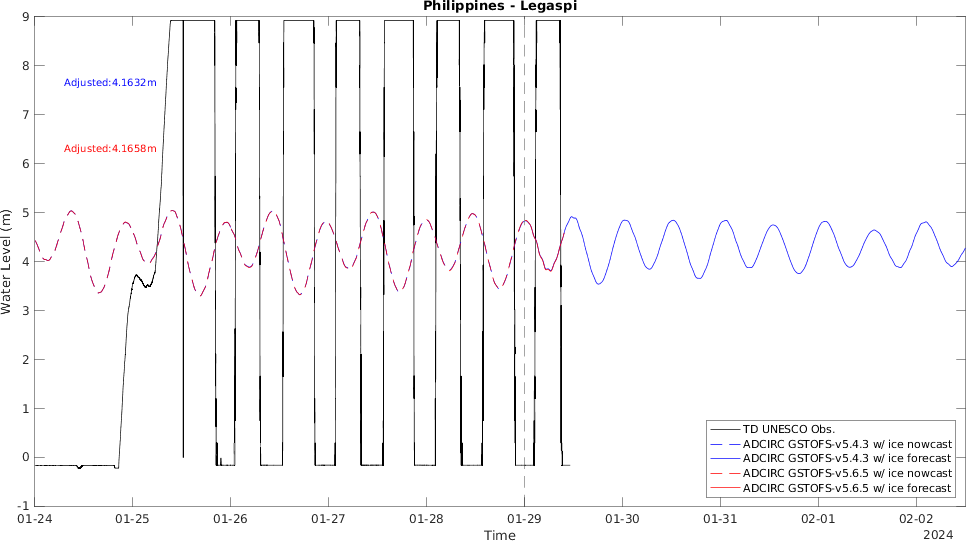 Philippines - Legaspi
9
8
7
6
5
4
3
2
1
0
-1
Water Level (m)
Adjusted:4.1632m
Adjusted:4.1658m
TD UNESCO Obs.
ADCIRC GSTOFS-v5.4.3 w/ ice nowcast
ADCIRC GSTOFS-v5.4.3 w/ ice forecast
ADCIRC GSTOFS-v5.6.5 w/ ice nowcast
ADCIRC GSTOFS-v5.6.5 w/ ice forecast
01-24 01-25 01-26 01-27 01-28 01-29 01-30 01-31 02-01 02-02
Time
2024